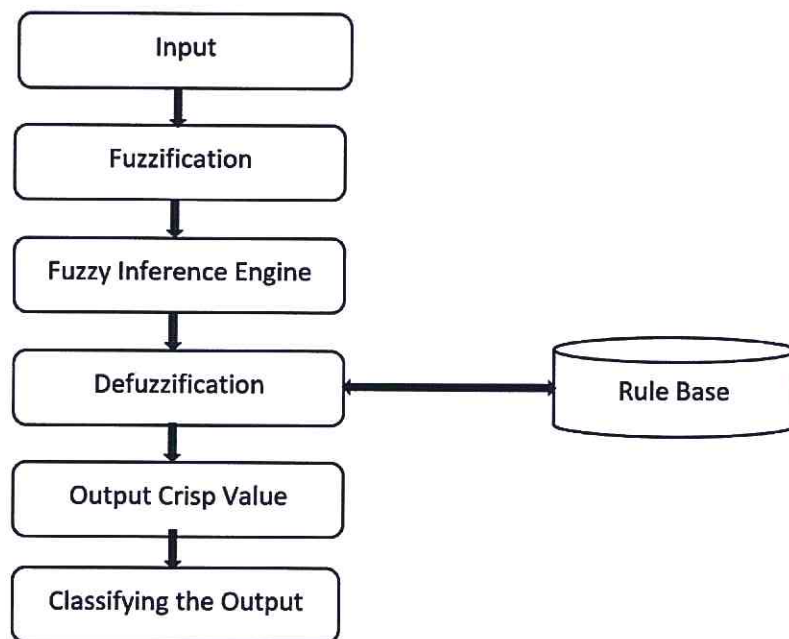 Input
Fuzzification
Fuzzy Inference Engine
Defuzzification
Rule Base
Output Crisp Value
Classifying the Output